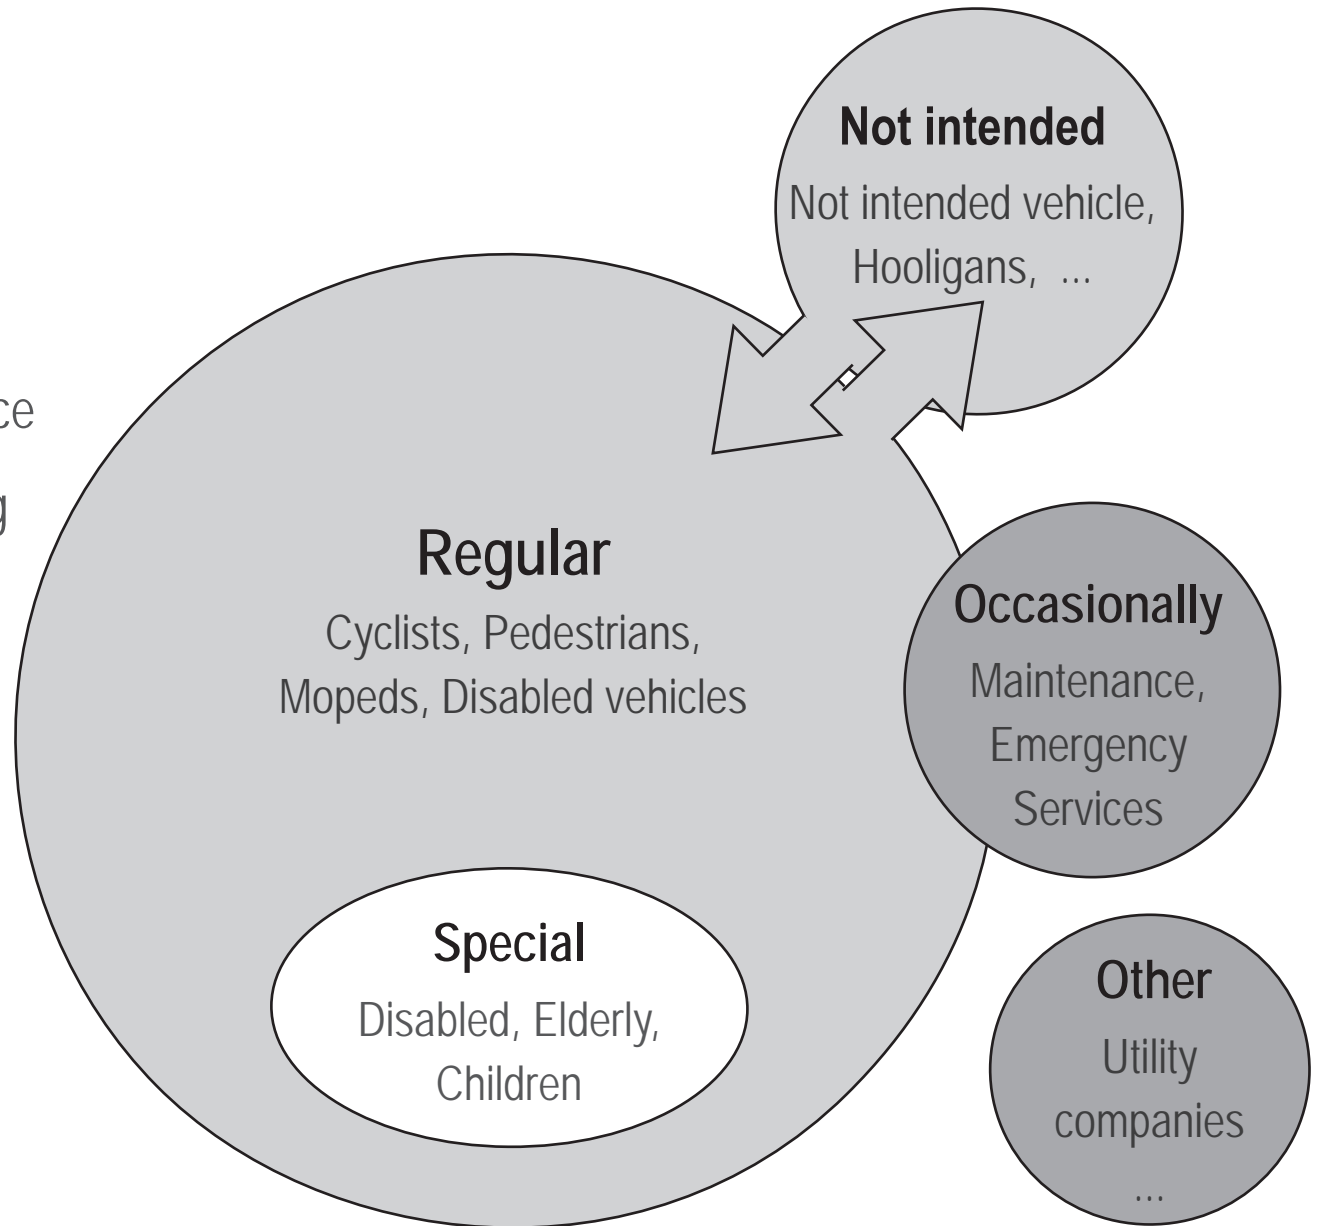 Not intended
Not intended vehicle,
Hooligans, ...
ce
g
Regular
Cyclists, Pedestrians,
Mopeds, Disabled vehicles
Occasionally
Maintenance,
Emergency
Services
Special
Disabled, Elderly,
Children
Other
Utility
companies
...